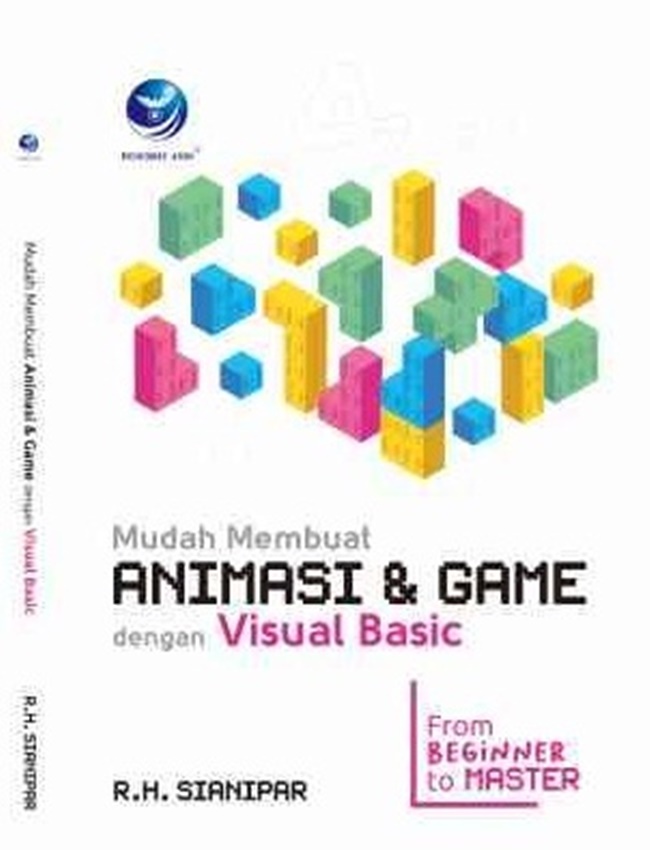 Mudah Membuat Animasi & Game dengan Visual Basic
R.H. SIANIPAR
Mudah Membuat
ANIMASI & GAME
dengan Visual Basic
From
BEGiNNER
to MASTER
R.H. SIANIPAR